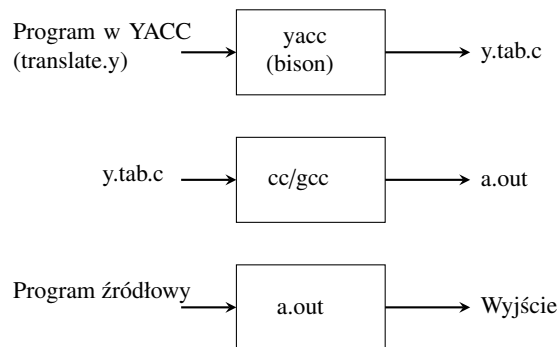 Program w YACC
(translate.y)
yacc
(bison)
y.tab.c
y.tab.c
cc/gcc
a.out
Program źródłowy
a.out
Wyjście